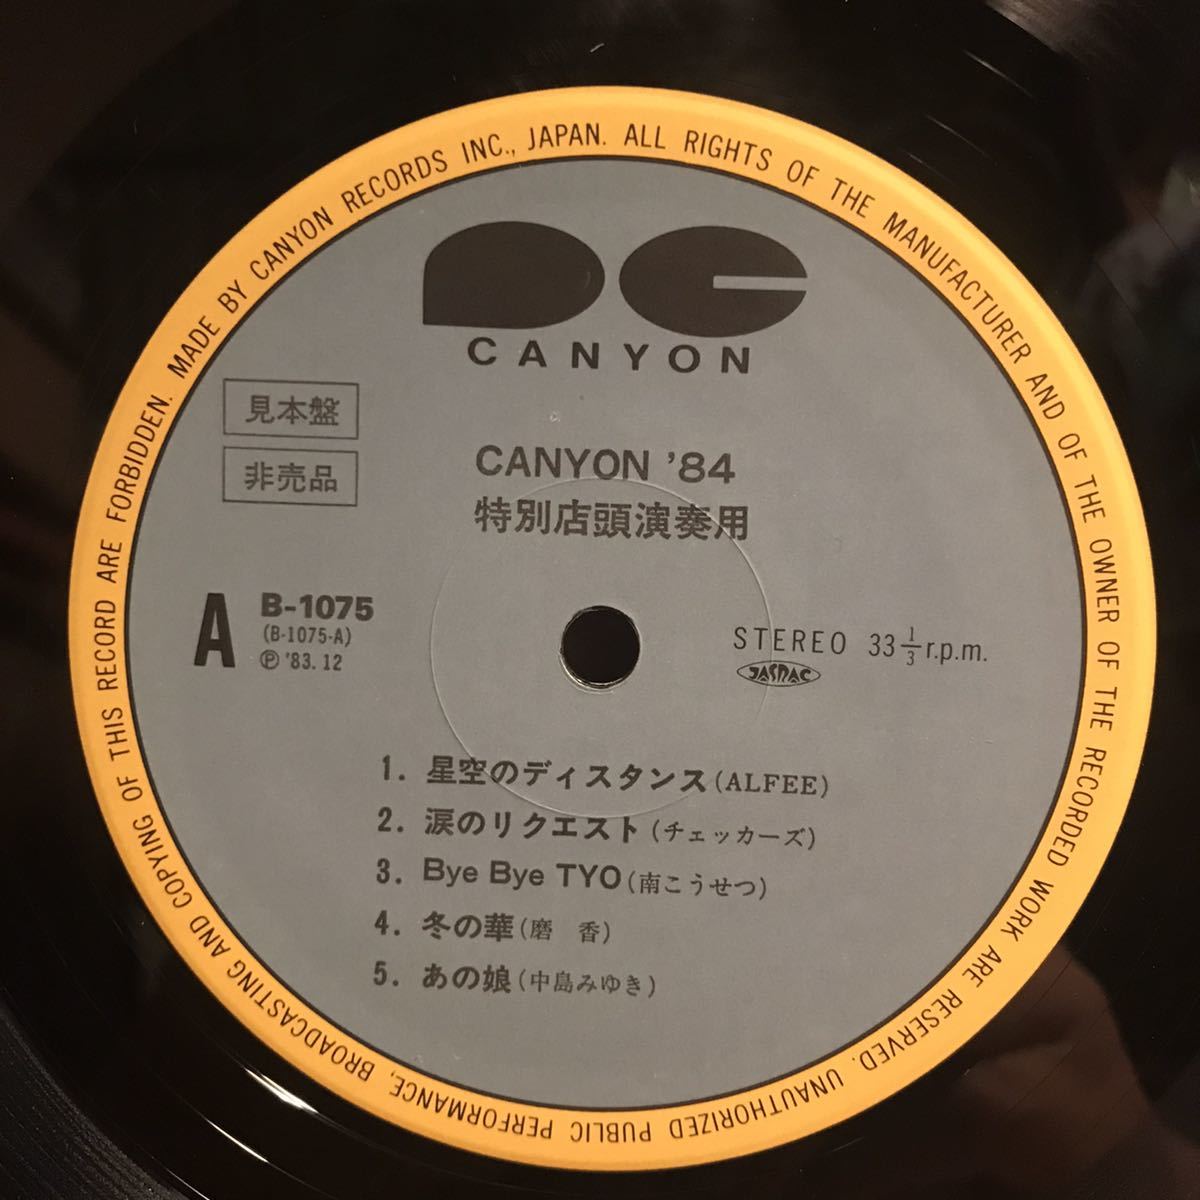 MADE BY CANYON RECORDS INC., JAPAN. ALL RIGHTS OF THE MANUFACTURER AND OF THE OWNER OF THE RECORDED WORK ARE RESERVED. UNAUTHORIZED PUBLIC PERFORMANCE, BROADCASTING AND COPYING OF THIS RECORD ARE FORBIDDEN.
PC
CANYON
見本盤
非売品
CANYON '84
特別店頭演奏用
A
B-1075
(B-1075-A)
Ⓟ '83. 12
STEREO 33 1/3 r.p.m.
JASRAC
1. 星空のディスタンス(ALFEE)
2. 涙のリクエスト(チェッカーズ)
3. Bye Bye TYO(南こうせつ)
4. 冬の華(磨 香)
5. あの娘(中島みゆき)